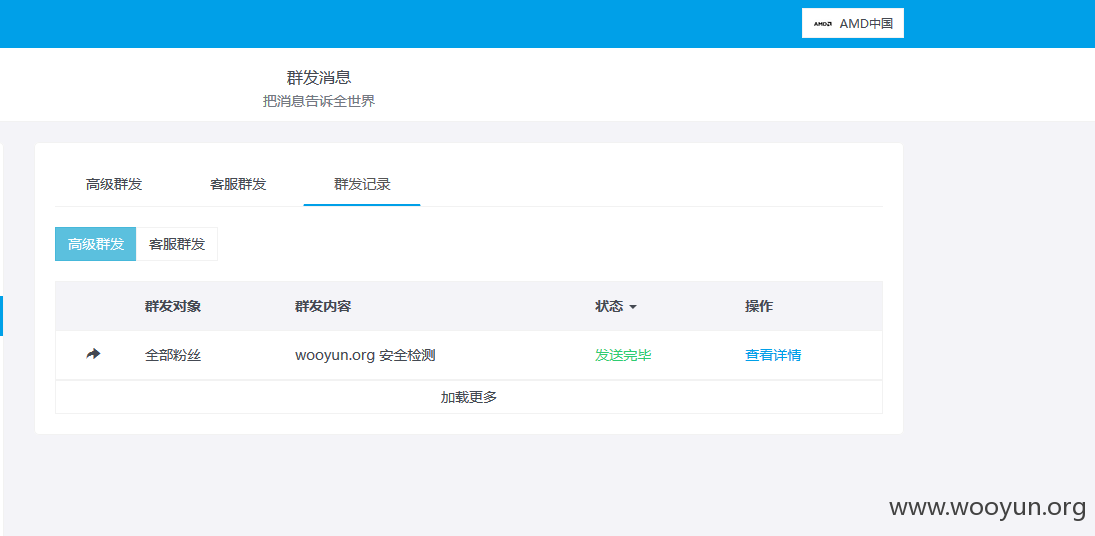 AMD AMD中国
群发消息
把消息告诉全世界
高级群发 客服群发 群发记录
高级群发 客服群发
群发对象 群发内容 状态 操作
全部粉丝 wooyun.org 安全检测 发送完毕 查看详情
加载更多
www.wooyun.org